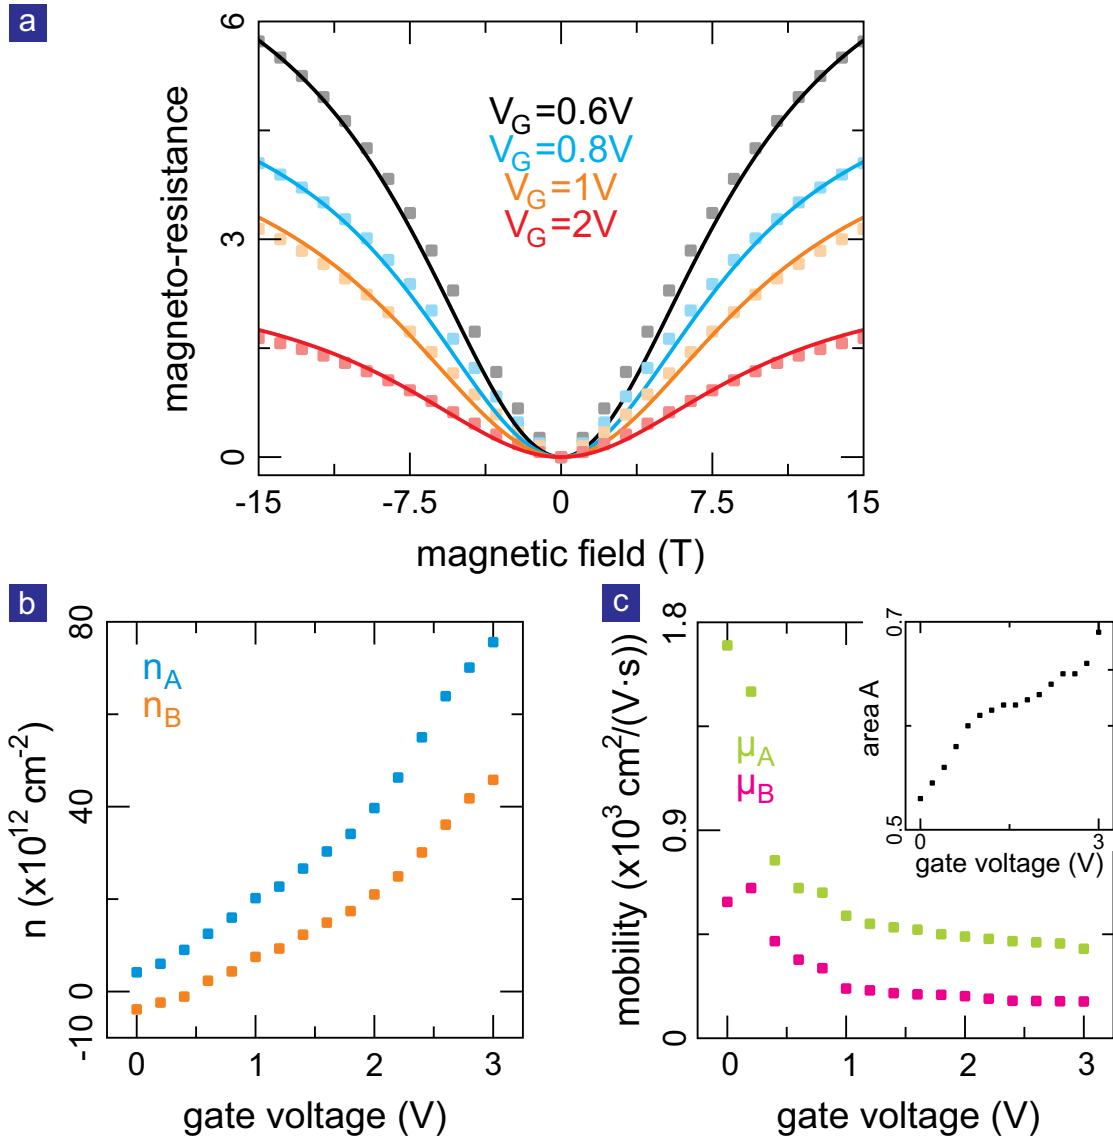 a
magneto-resistance
6
3
0
V_G=0.6V
V_G=0.8V
V_G=1V
V_G=2V
-15 -7.5 0 7.5 15
magnetic field (T)
b
n (x10^12 cm^-2)
80
40
0
-10
n_A
n_B
0 1 2 3
gate voltage (V)
c
mobility (x10^3 cm^2/(V·s))
1.8
0.9
0
μ_A
μ_B
0 1 2 3
gate voltage (V)
area A
0.7
0.5
0 3
gate voltage (V)